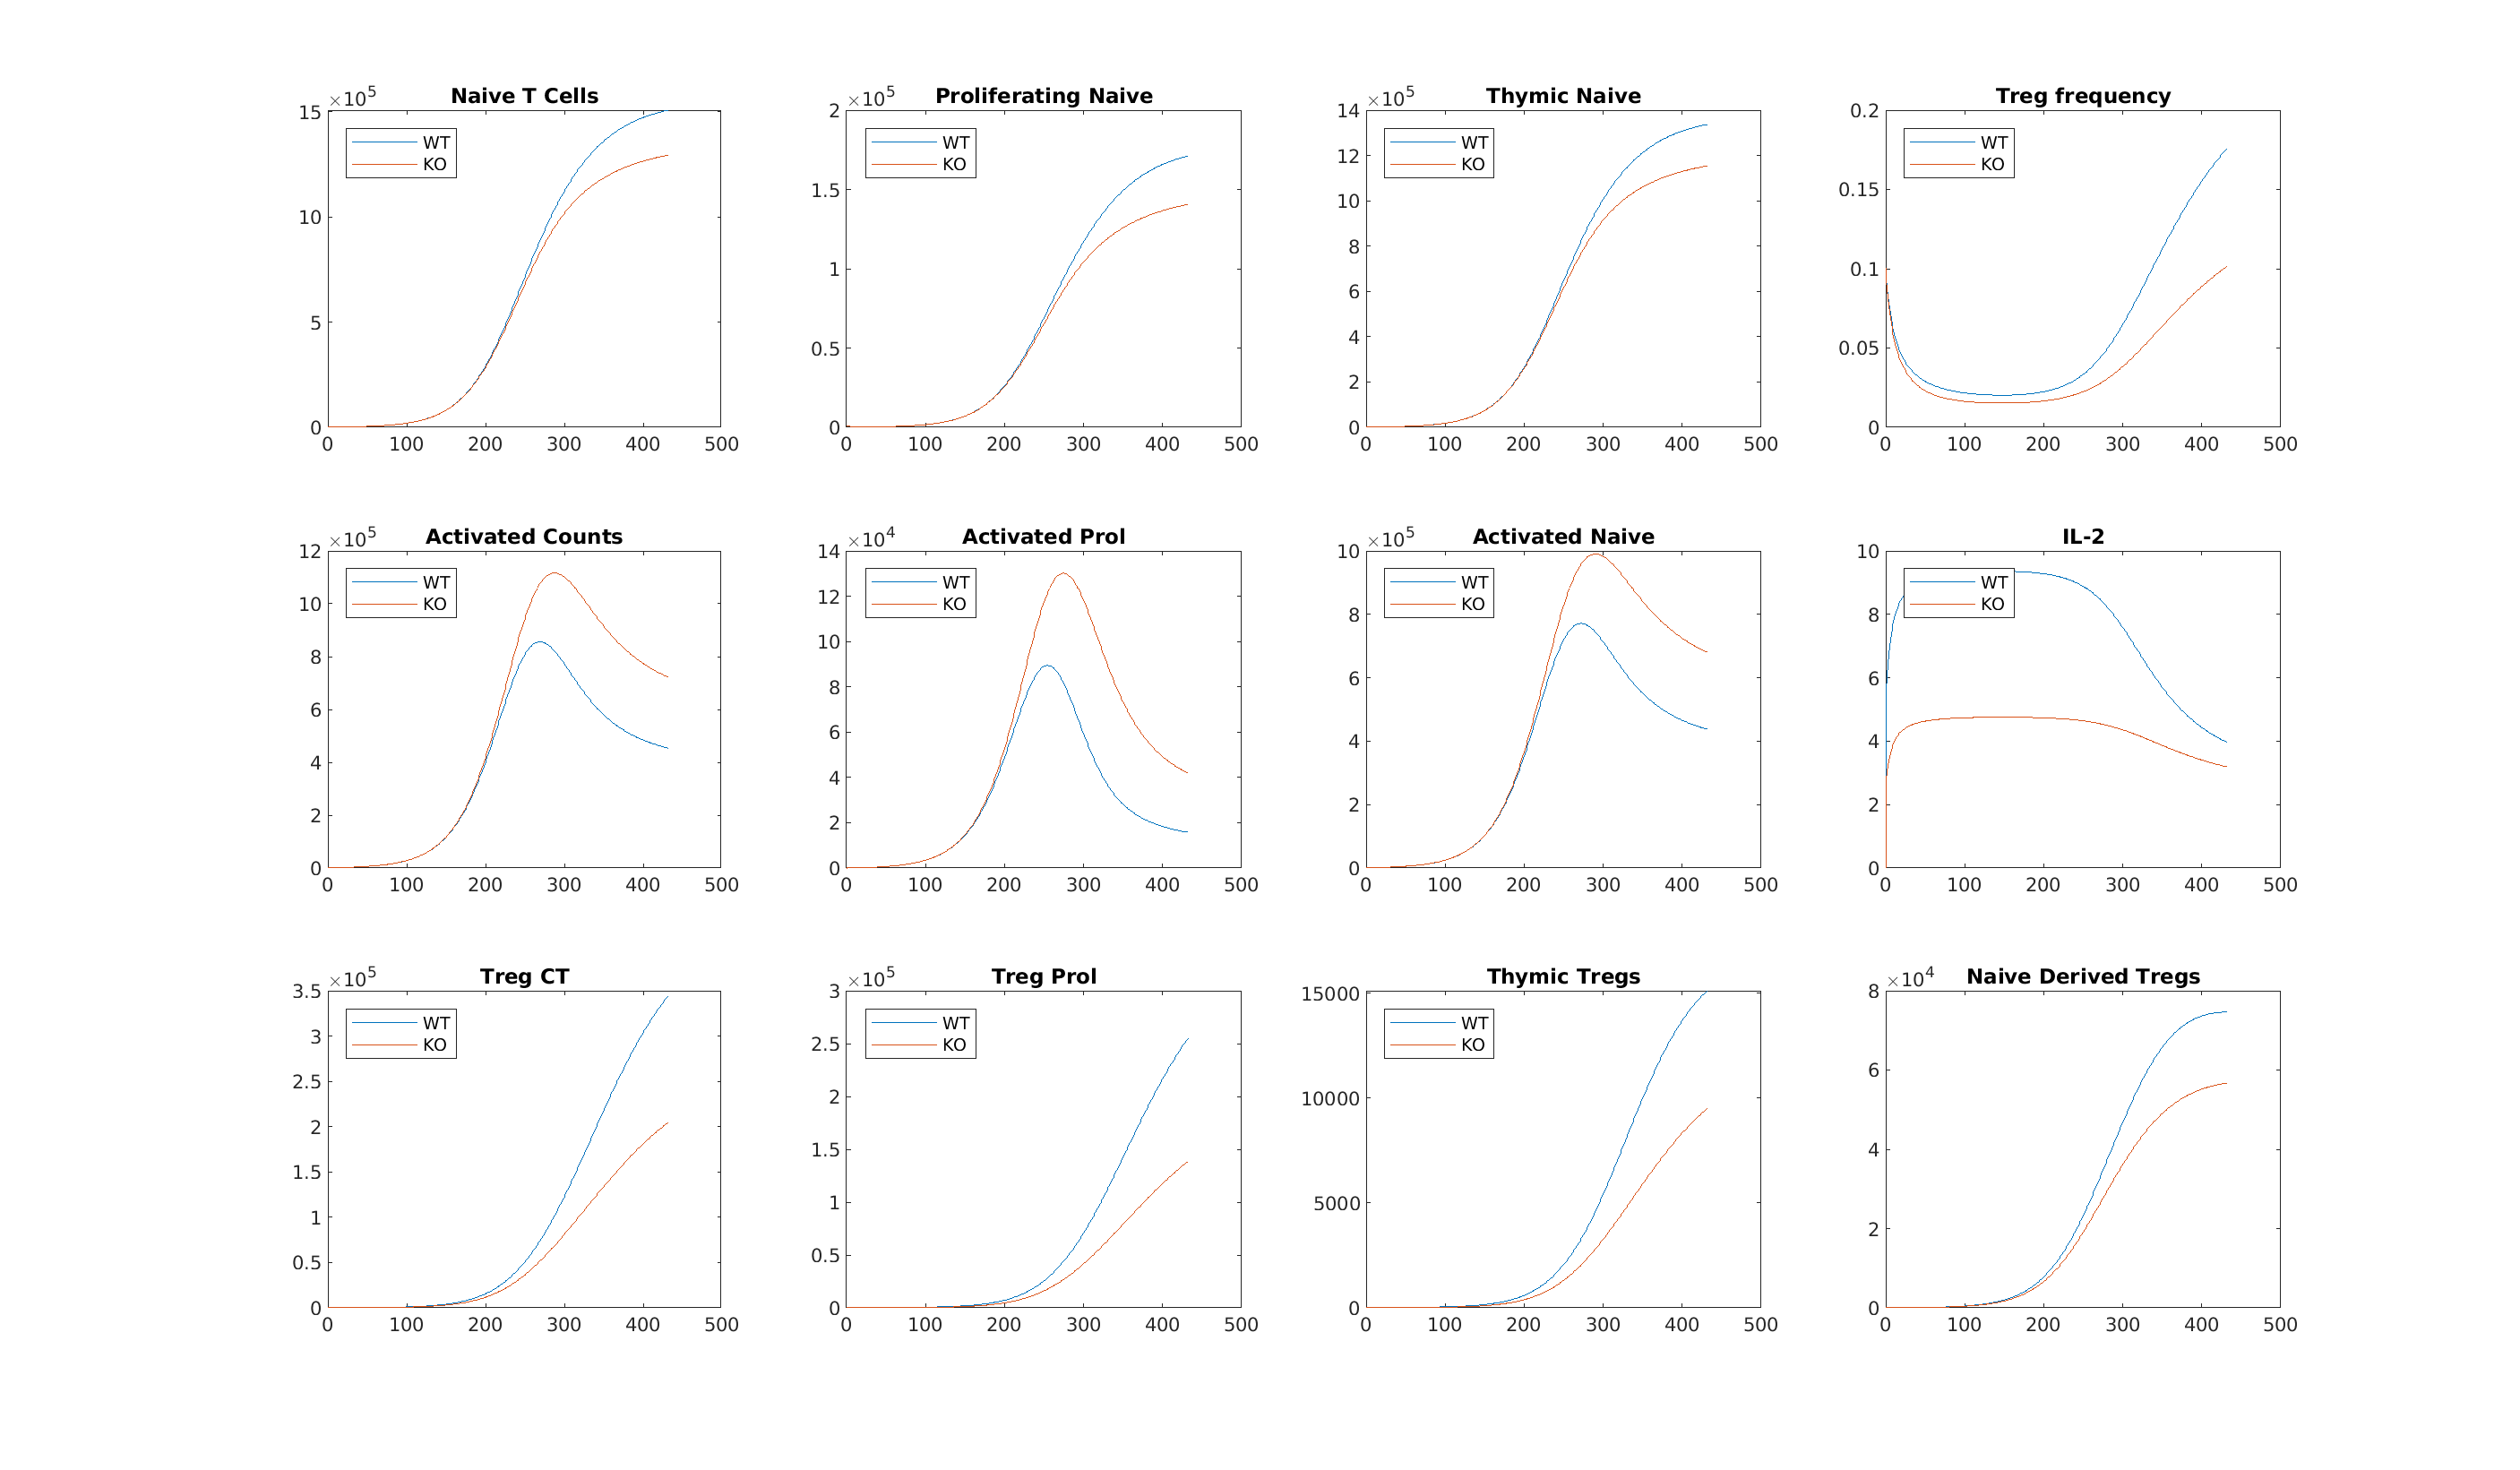 Naive T Cells
×10^5
15
10
5
0
0 100 200 300 400 500
WT
KO
Proliferating Naive
×10^5
2
1.5
1
0.5
0
0 100 200 300 400 500
WT
KO
Thymic Naive
×10^5
14
12
10
8
6
4
2
0
0 100 200 300 400 500
WT
KO
Treg frequency
0.2
0.15
0.1
0.05
0
0 100 200 300 400 500
WT
KO
Activated Counts
×10^5
12
10
8
6
4
2
0
0 100 200 300 400 500
WT
KO
Activated Prol
×10^4
14
12
10
8
6
4
2
0
0 100 200 300 400 500
WT
KO
Activated Naive
×10^5
10
8
6
4
2
0
0 100 200 300 400 500
WT
KO
IL-2
10
8
6
4
2
0
0 100 200 300 400 500
WT
KO
Treg CT
×10^5
3.5
3
2.5
2
1.5
1
0.5
0
0 100 200 300 400 500
WT
KO
Treg Prol
×10^5
3
2.5
2
1.5
1
0.5
0
0 100 200 300 400 500
WT
KO
Thymic Tregs
15000
10000
5000
0
0 100 200 300 400 500
WT
KO
Naive Derived Tregs
×10^4
8
6
4
2
0
0 100 200 300 400 500
WT
KO